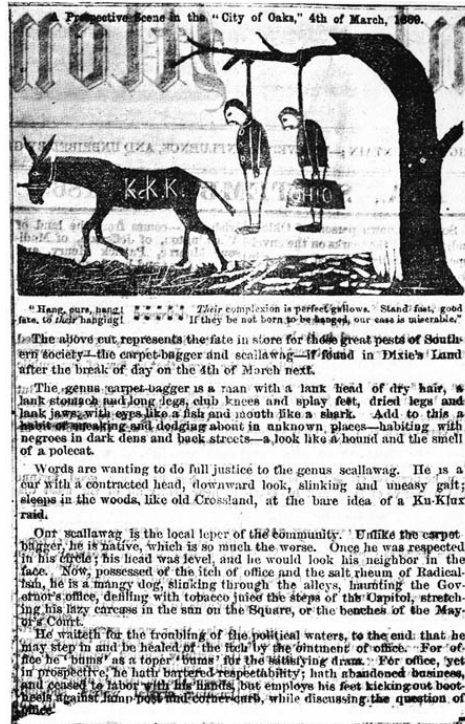 A Prospective Scene in the "City of Oaks," 4th of March, 1869.
K.K.K.
OHIO
"Hang, curs, hang! Their complexion is perfect gallows. Stand fast, good
fate, to their hanging! If they be not born to be hanged, our case is miserable."
The above cut represents the fate in store for those great pests of South-
ern society—the carpet-bagger and scallawag—if found in Dixie's Land
after the break of day on the 4th of March next.
The genus carpet-bagger is a man with a lank head of dry hair, a
lank stomach and long legs, club knees and splay feet, dried legs and
lank jaws, with eyes like a fish and mouth like a shark. Add to this a
habit of sneaking and dodging about in unknown places—habiting with
negroes in dark dens and back streets—a look like a hound and the smell
of a polecat.
Words are wanting to do full justice to the genus scallawag. He is a
cur with a contracted head, downward look, slinking and uneasy gait;
sleeps in the woods, like old Crossland, at the bare idea of a Ku-Klux
raid.
Our scallawag is the local leper of the community. Unlike the carpet
bagger, he is native, which is so much the worse. Once he was respected
in his circle; his head was level, and he would look his neighbor in the
face. Now, possessed of the itch of office and the salt rheum of Radical-
ism, he is a mangy dog, slinking through the alleys, haunting the Gov-
ernor's office, defiling with tobacco juice the steps of the Capitol, stretch-
ing his lazy carcass in the sun on the Square, or the benches of the May-
or's Court.
He waiteth for the troubling of the political waters, to the end that he
may step in and be healed of the itch by the ointment of office. For of-
fice he 'bums' as a toper 'bums' for the satisfying dram. For office, yet
in prospective, he hath bartered respectability; hath abandoned business,
and ceased to labor with his hands, but employs his feet kicking out boot-
heels against lamp post and corner curb, while discussing the question of
office.